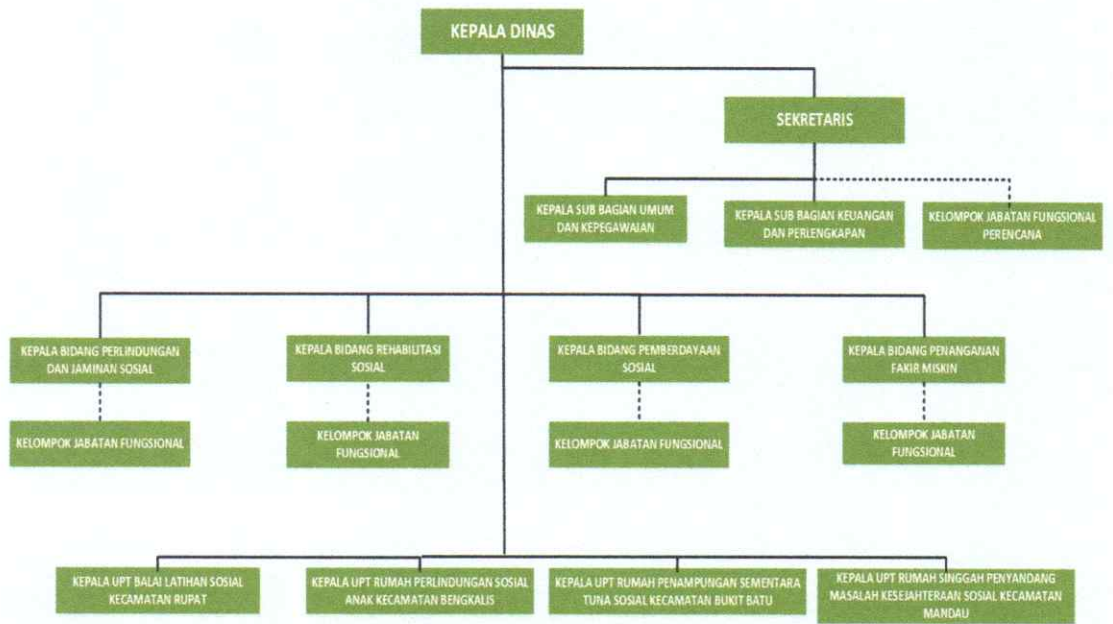 KEPALA DINAS
SEKRETARIS
KEPALA SUB BAGIAN UMUM
DAN KEPEGAWAIAN
KEPALA SUB BAGIAN KEUANGAN
DAN PERLENGKAPAN
KELOMPOK JABATAN FUNGSIONAL
PERENCANA
KEPALA BIDANG PERLINDUNGAN
DAN JAMINAN SOSIAL
KEPALA BIDANG REHABILITASI
SOSIAL
KEPALA BIDANG PEMBERDAYAAN
SOSIAL
KEPALA BIDANG PENANGANAN
FAKIR MISKIN
KELOMPOK JABATAN FUNGSIONAL
KELOMPOK JABATAN
FUNGSIONAL
KELOMPOK JABATAN FUNGSIONAL
KELOMPOK JABATAN
FUNGSIONAL
KEPALA UPT BALAI LATIHAN SOSIAL
KECAMATAN RUPAT
KEPALA UPT RUMAH PERLINDUNGAN SOSIAL
ANAK KECAMATAN BENGKALIS
KEPALA UPT RUMAH PENAMPUNGAN SEMENTARA
TUNA SOSIAL KECAMATAN BUKIT BATU
KEPALA UPT RUMAH SINGGAH PENYANDANG
MASALAH KESEJAHTERAAN SOSIAL KECAMATAN
MANDAU